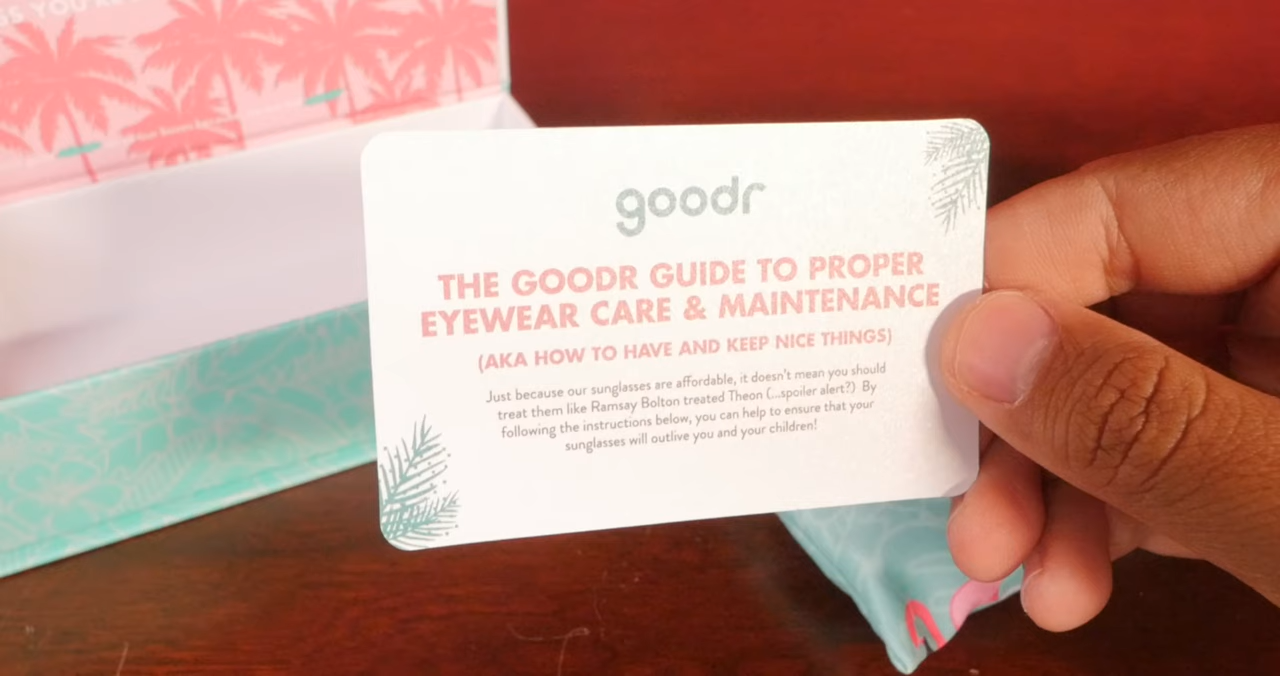 YOU
goodr
THE GOODR GUIDE TO PROPER
EYEWEAR CARE & MAINTENANCE
(AKA HOW TO HAVE AND KEEP NICE THINGS)
Just because our sunglasses are affordable, it doesn't mean you should
treat them like Ramsay Bolton treated Theon (...spoiler alert?) By
following the instructions below, you can help to ensure that your
sunglasses will outlive you and your children!